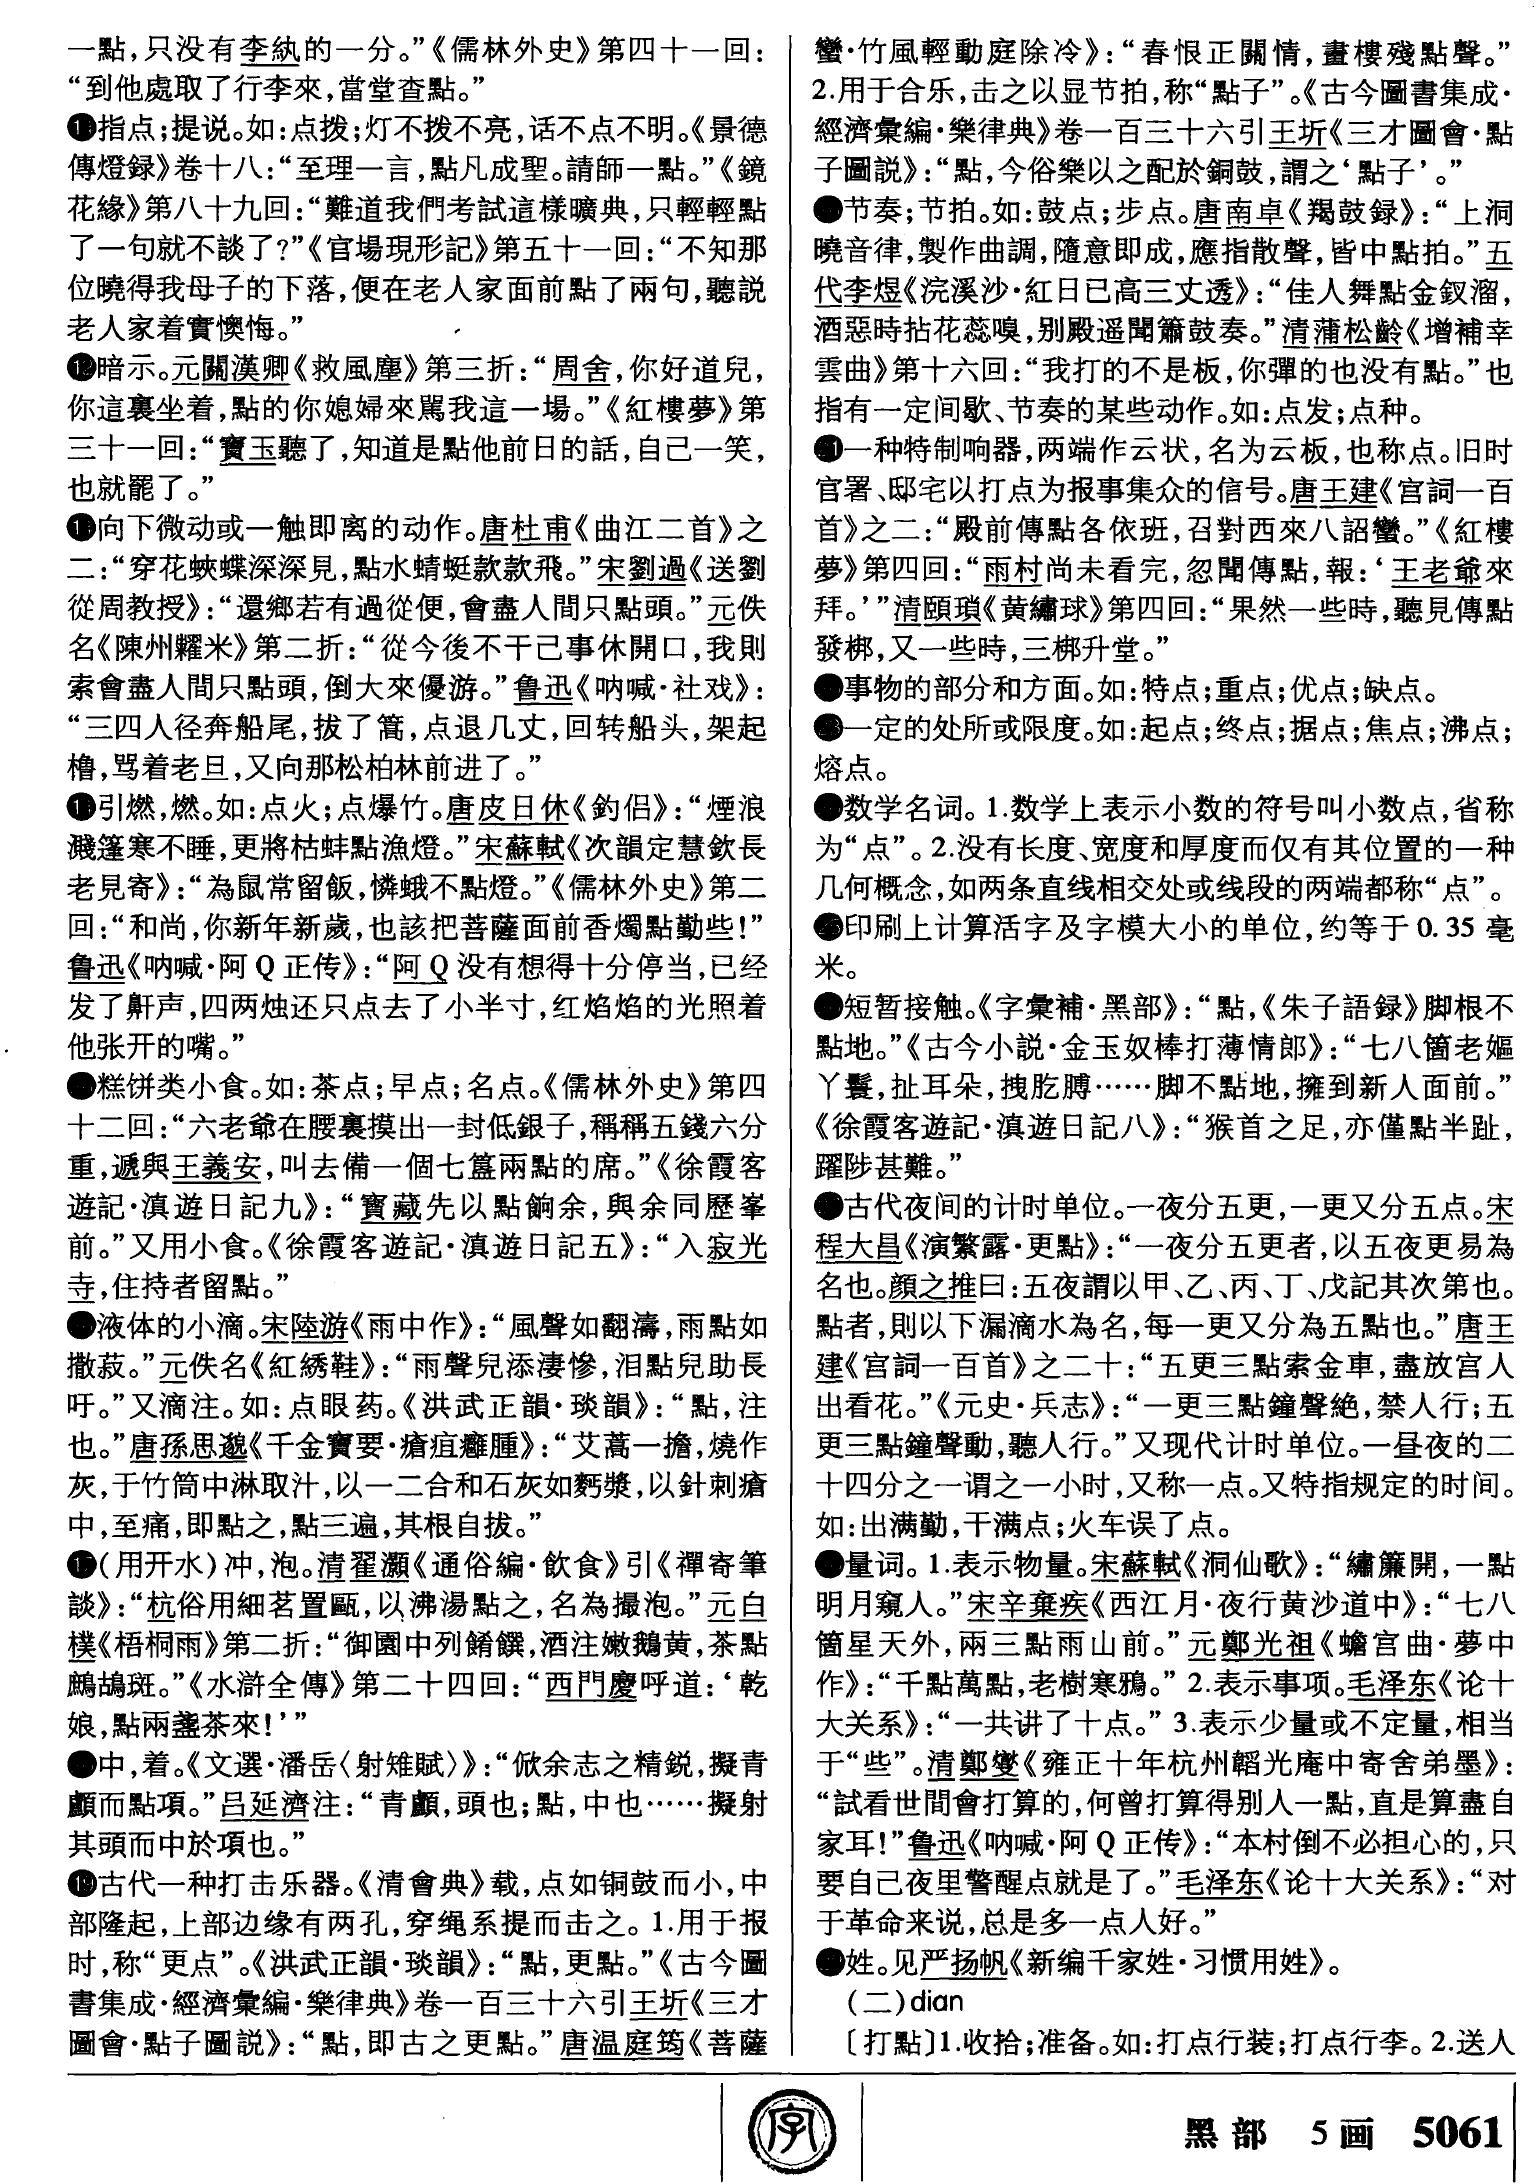 一點，只没有李紈的一分。”《儒林外史》第四十一回：
“到他處取了行李來，當堂查點。”
⓫指点；提说。如：点拨；灯不拨不亮，话不点不明。《景德
傳燈録》卷十八：“至理一言，點凡成聖。請師一點。”《鏡
花緣》第八十九回：“難道我們考試這樣曠典，只輕輕點
了一句就不談了？”《官場現形記》第五十一回：“不知那
位曉得我母子的下落，便在老人家面前點了兩句，聽説
老人家着實懊悔。”
⓬暗示。元關漢卿《救風塵》第三折：“周舍，你好道兒，
你這裏坐着，點的你媳婦來駡我這一場。”《紅樓夢》第
三十一回：“寶玉聽了，知道是點他前日的話，自己一笑，
也就罷了。”
⓭向下微动或一触即离的动作。唐杜甫《曲江二首》之
二：“穿花蛺蝶深深見，點水蜻蜓款款飛。”宋劉過《送劉
從周教授》：“還鄉若有過從便，會盡人間只點頭。”元佚
名《陳州糶米》第二折：“從今後不干己事休開口，我則
索會盡人間只點頭，倒大來優游。”鲁迅《呐喊·社戏》：
“三四人径奔船尾，拔了篙，点退几丈，回转船头，架起
橹，骂着老旦，又向那松柏林前进了。”
⓮引燃，燃。如：点火；点爆竹。唐皮日休《釣侣》：“煙浪
濺篷寒不睡，更將枯蚌點漁燈。”宋蘇軾《次韻定慧欽長
老見寄》：“為鼠常留飯，憐蛾不點燈。”《儒林外史》第二
回：“和尚，你新年新歲，也該把菩薩面前香燭點勤些！”
鲁迅《呐喊·阿Q正传》：“阿Q没有想得十分停当，已经
发了鼾声，四两烛还只点去了小半寸，红焰焰的光照着
他张开的嘴。”
⓯糕饼类小食。如：茶点；早点；名点。《儒林外史》第四
十二回：“六老爺在腰裏摸出一封低銀子，稱稱五錢六分
重，遞與王義安，叫去備一個七簋兩點的席。”《徐霞客
遊記·滇遊日記九》：“寶藏先以點餉余，與余同歷峯
前。”又用小食。《徐霞客遊記·滇遊日記五》：“入寂光
寺，住持者留點。”
⓰液体的小滴。宋陸游《雨中作》：“風聲如翻濤，雨點如
撒菽。”元佚名《紅綉鞋》：“雨聲兒添淒慘，泪點兒助長
吁。”又滴注。如：点眼药。《洪武正韻·琰韻》：“點，注
也。”唐孫思邈《千金寶要·瘡疽癰腫》：“艾蒿一擔，燒作
灰，于竹筒中淋取汁，以一二合和石灰如麪漿，以針刺瘡
中，至痛，即點之，點三遍，其根自拔。”
⓱（用开水）冲，泡。清翟灝《通俗編·飲食》引《禪寄筆
談》：“杭俗用細茗置甌，以沸湯點之，名為撮泡。”元白
樸《梧桐雨》第二折：“御園中列餚饌，酒注嫩鵝黄，茶點
鷓鴣斑。”《水滸全傳》第二十四回：“西門慶呼道：‘乾
娘，點兩盞茶來！’”
⓲中，着。《文選·潘岳〈射雉賦〉》：“俽余志之精鋭，擬青
顱而點項。”吕延濟注：“青顱，頭也；點，中也……擬射
其頭而中於項也。”
⓳古代一种打击乐器。《清會典》载，点如铜鼓而小，中
部隆起，上部边缘有两孔，穿绳系提而击之。1.用于报
时，称“更点”。《洪武正韻·琰韻》：“點，更點。”《古今圖
書集成·經濟彙編·樂律典》卷一百三十六引王圻《三才
圖會·點子圖説》：“點，即古之更點。”唐温庭筠《菩薩
蠻·竹風輕動庭除冷》：“春恨正關情，畫樓殘點聲。”
2.用于合乐，击之以显节拍，称“點子”。《古今圖書集成·
經濟彙編·樂律典》卷一百三十六引王圻《三才圖會·點
子圖説》：“點，今俗樂以之配於銅鼓，謂之‘點子’。”
⓴节奏；节拍。如：鼓点；步点。唐南卓《羯鼓録》：“上洞
曉音律，製作曲調，隨意即成，應指散聲，皆中點拍。”五
代李煜《浣溪沙·紅日已高三丈透》：“佳人舞點金釵溜，
酒惡時拈花蕊嗅，别殿遥聞簫鼓奏。”清蒲松齡《增補幸
雲曲》第十六回：“我打的不是板，你彈的也没有點。”也
指有一定间歇、节奏的某些动作。如：点发；点种。
㉑一种特制响器，两端作云状，名为云板，也称点。旧时
官署、邸宅以打点为报事集众的信号。唐王建《宫詞一百
首》之二：“殿前傳點各依班，召對西來八詔蠻。”《紅樓
夢》第四回：“雨村尚未看完，忽聞傳點，報：‘王老爺來
拜。’”清頤瑣《黄繡球》第四回：“果然一些時，聽見傳點
發梆，又一些時，三梆升堂。”
㉒事物的部分和方面。如：特点；重点；优点；缺点。
㉓一定的处所或限度。如：起点；终点；据点；焦点；沸点；
熔点。
㉔数学名词。1.数学上表示小数的符号叫小数点，省称
为“点”。2.没有长度、宽度和厚度而仅有其位置的一种
几何概念，如两条直线相交处或线段的两端都称“点”。
㉕印刷上计算活字及字模大小的单位，约等于0.35毫
米。
㉖短暂接触。《字彙補·黑部》：“點，《朱子語録》脚根不
點地。”《古今小説·金玉奴棒打薄情郎》：“七八箇老嫗
丫鬟，扯耳朵，拽肐膊……脚不點地，擁到新人面前。”
《徐霞客遊記·滇遊日記八》：“猴首之足，亦僅點半趾，
躍陟甚難。”
㉗古代夜间的计时单位。一夜分五更，一更又分五点。宋
程大昌《演繁露·更點》：“一夜分五更者，以五夜更易為
名也。顔之推曰：五夜謂以甲、乙、丙、丁、戊記其次第也。
點者，則以下漏滴水為名，每一更又分為五點也。”唐王
建《宫詞一百首》之二十：“五更三點索金車，盡放宫人
出看花。”《元史·兵志》：“一更三點鐘聲絶，禁人行；五
更三點鐘聲動，聽人行。”又现代计时单位。一昼夜的二
十四分之一谓之一小时，又称一点。又特指规定的时间。
如：出满勤，干满点；火车误了点。
㉘量词。1.表示物量。宋蘇軾《洞仙歌》：“繡簾開，一點
明月窺人。”宋辛棄疾《西江月·夜行黄沙道中》：“七八
箇星天外，兩三點雨山前。”元鄭光祖《蟾宫曲·夢中
作》：“千點萬點，老樹寒鴉。”2.表示事项。毛泽东《论十
大关系》：“一共讲了十点。”3.表示少量或不定量，相当
于“些”。清鄭燮《雍正十年杭州韜光庵中寄舍弟墨》：
“試看世間會打算的，何曾打算得别人一點，直是算盡自
家耳！”鲁迅《呐喊·阿Q正传》：“本村倒不必担心的，只
要自己夜里警醒点就是了。”毛泽东《论十大关系》：“对
于革命来说，总是多一点人好。”
㉙姓。见严扬帆《新编千家姓·习惯用姓》。
（二）dian
〔打點〕1.收拾；准备。如：打点行装；打点行李。2.送人
字
黑部 5画 5061